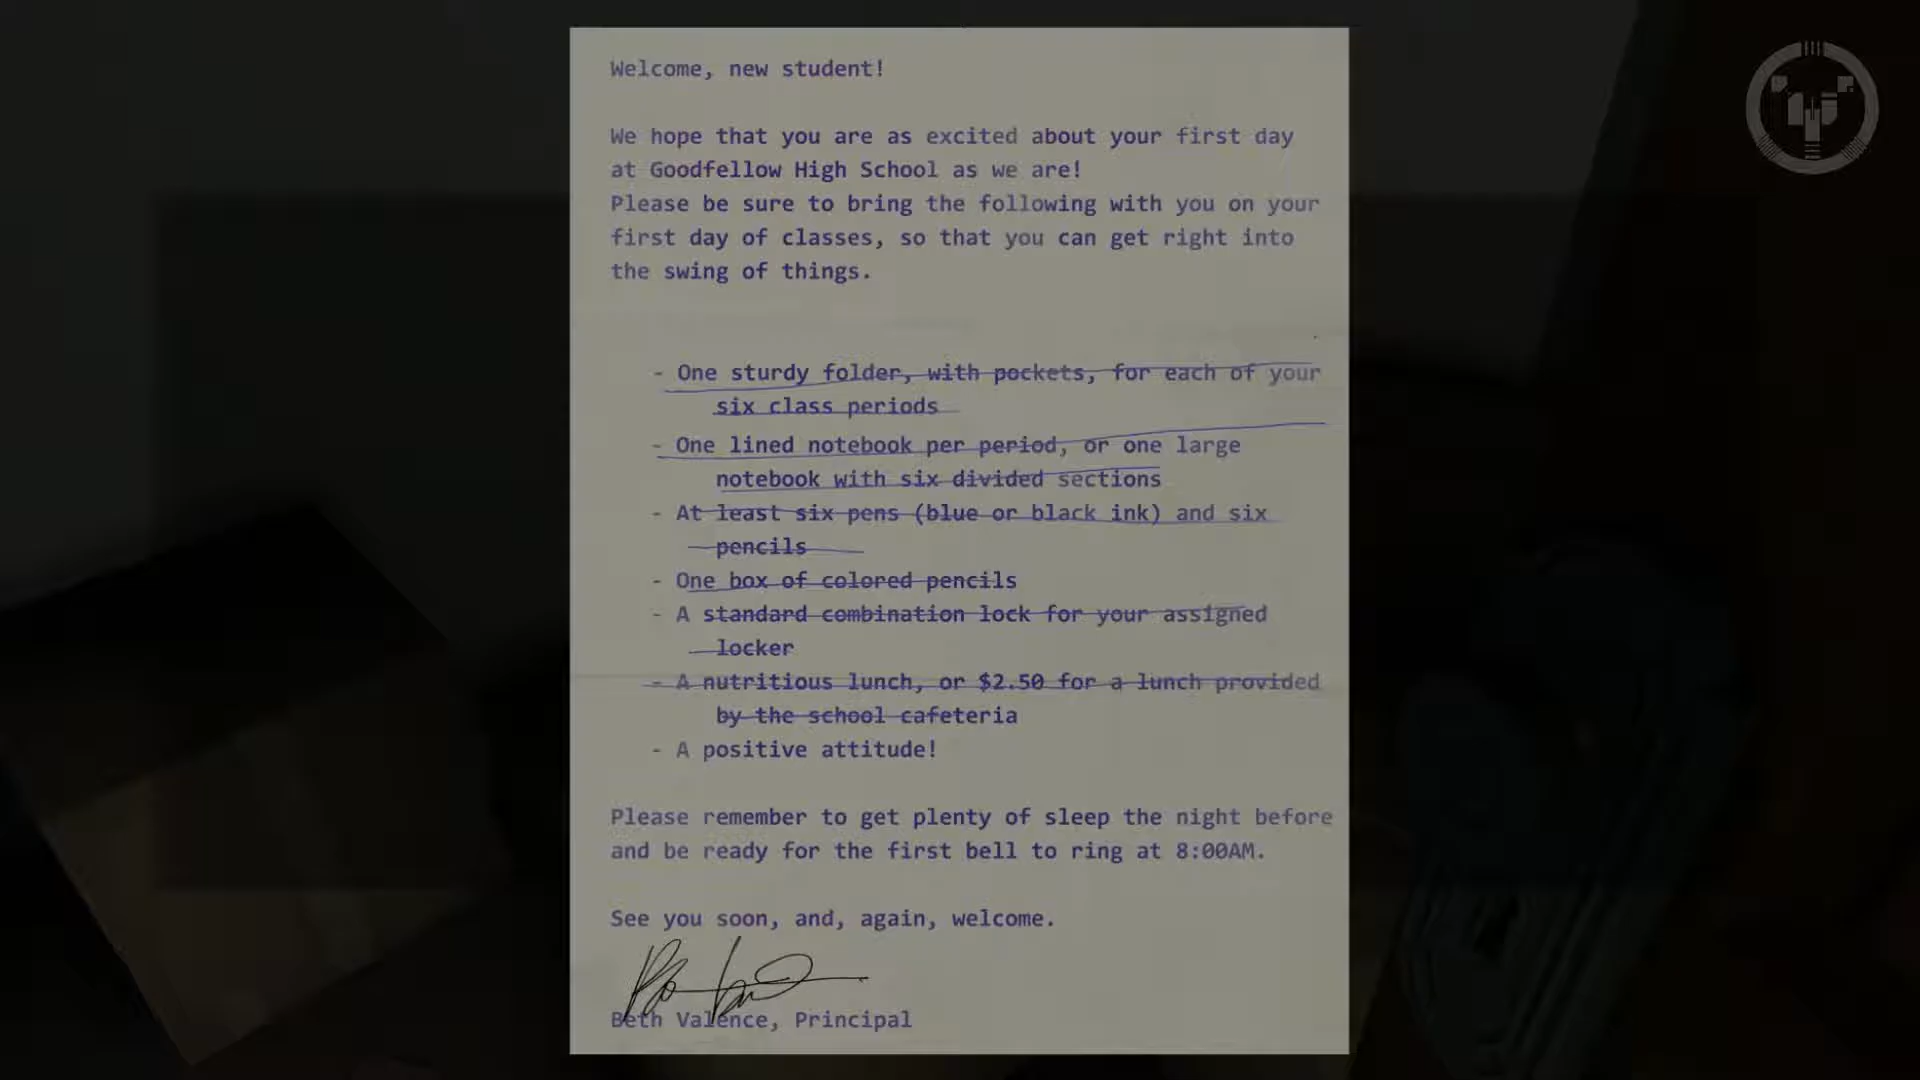 Welcome, new student!
We hope that you are as excited about your first day
at Goodfellow High School as we are!
Please be sure to bring the following with you on your
first day of classes, so that you can get right into
the swing of things.
- One sturdy folder, with pockets, for each of your
six class periods
- One lined notebook per period, or one large
notebook with six divided sections
- At least six pens (blue or black ink) and six
pencils
- One box of colored pencils
- A standard combination lock for your assigned
locker
- A nutritious lunch, or $2.50 for a lunch provided
by the school cafeteria
- A positive attitude!
Please remember to get plenty of sleep the night before
and be ready for the first bell to ring at 8:00AM.
See you soon, and, again, welcome.
Beth Valence, Principal